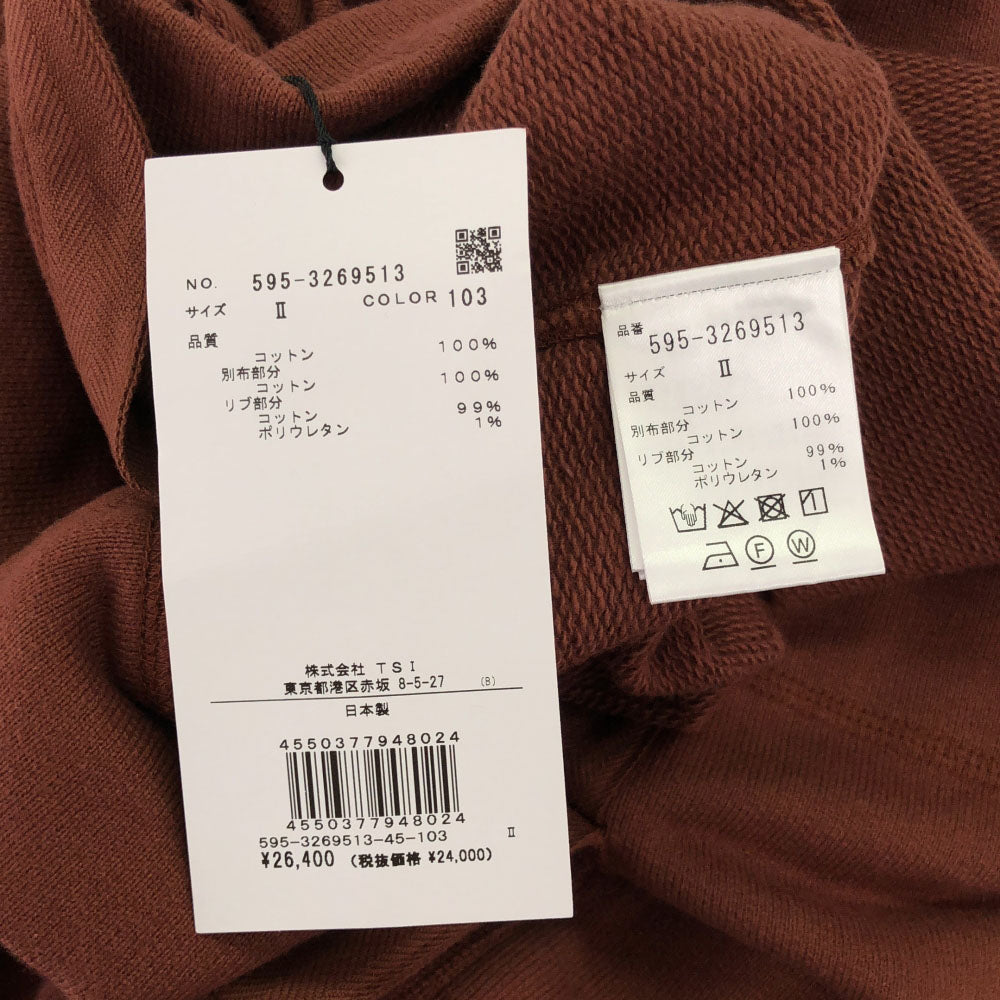 NO. 595-3269513
サイズ Ⅱ COLOR 103
品質
コットン 100%
別布部分
コットン 100%
リブ部分
コットン 99%
ポリウレタン 1%
株式会社 TSI
東京都港区赤坂 8-5-27 (B)
日本製
4550377948024
4550377948024
595-3269513-45-103 Ⅱ
¥26,400 (税抜価格 ¥24,000)
品番 595-3269513
サイズ Ⅱ
品質
コットン 100%
別布部分
コットン 100%
リブ部分
コットン 99%
ポリウレタン 1%
F W